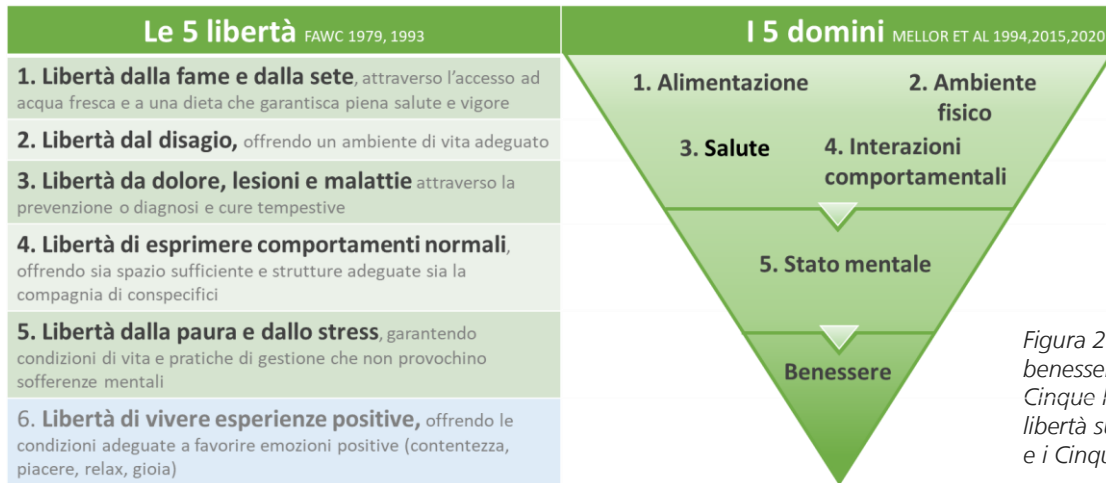 Le 5 libertà FAWC 1979, 1993
1. Libertà dalla fame e dalla sete, attraverso l'accesso ad
acqua fresca e a una dieta che garantisca piena salute e vigore
2. Libertà dal disagio, offrendo un ambiente di vita adeguato
3. Libertà da dolore, lesioni e malattie attraverso la
prevenzione o diagnosi e cure tempestive
4. Libertà di esprimere comportamenti normali,
offrendo sia spazio sufficiente e strutture adeguate sia la
compagnia di conspecifici
5. Libertà dalla paura e dallo stress, garantendo
condizioni di vita e pratiche di gestione che non provochino
sofferenze mentali
6. Libertà di vivere esperienze positive, offrendo le
condizioni adeguate a favorire emozioni positive (contentezza,
piacere, relax, gioia)
I 5 domini MELLOR ET AL 1994,2015,2020
1. Alimentazione
2. Ambiente
fisico
3. Salute
4. Interazioni
comportamentali
5. Stato mentale
Benessere
Figura 2
Cinque
libertà
e i